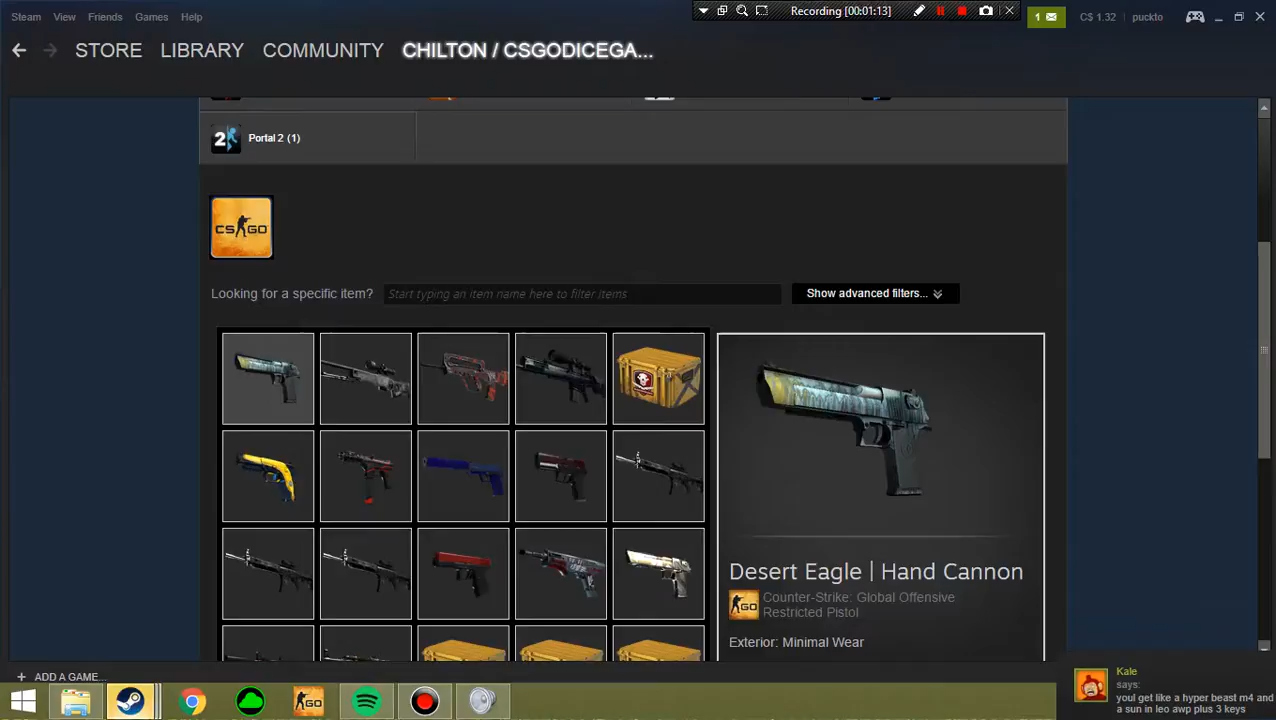 Steam View Friends Games Help
Recording [00:01:13]
1
C$ 1.32 puckto
STORE LIBRARY COMMUNITY CHILTON / CSGODICEGA...
2 Portal 2 (1)
CS GO
Looking for a specific item? Start typing an item name here to filter items Show advanced filters...
Desert Eagle | Hand Cannon
GO Counter-Strike: Global Offensive
Restricted Pistol
Exterior: Minimal Wear
+ ADD A GAME...
Kale
says:
youl get like a hyper beast m4 and
a sun in leo awp plus 3 keys
GO